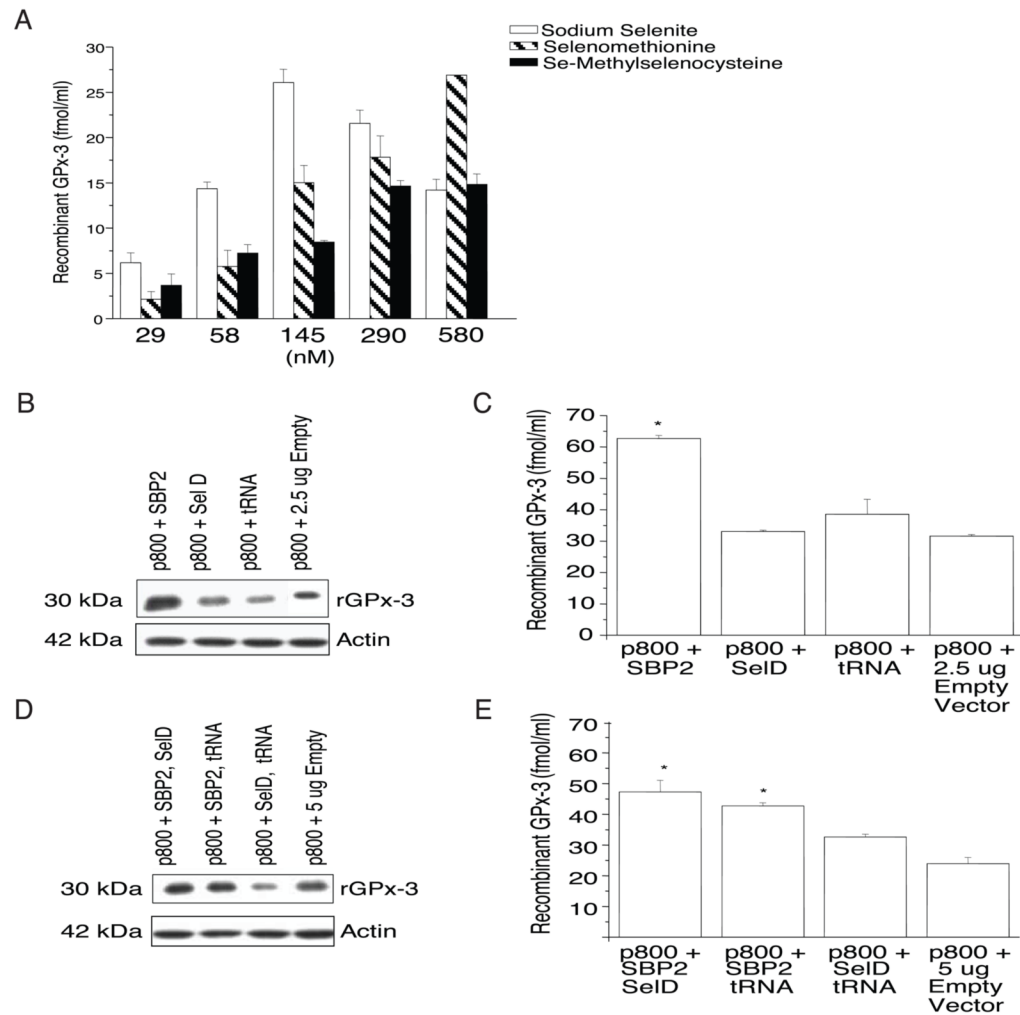 A
Sodium Selenite
Selenomethionine
Se-Methylselenocysteine
Recombinant GPx-3 (fmol/ml)
30
25
20
15
10
5
0
29 58 145 290 580
(nM)
B
p800 + SBP2
p800 + Sel D
p800 + tRNA
p800 + 2.5 ug Empty
30 kDa rGPx-3
42 kDa Actin
C
Recombinant GPx-3 (fmol/ml)
70
60
50
40
30
20
10
0
*
p800 + p800 + p800 + p800 +
SBP2 SelD tRNA 2.5 ug
Empty
Vector
D
p800 + SBP2, SelD
p800 + SBP2, tRNA
p800 + SelD, tRNA
p800 + 5 ug Empty
30 kDa rGPx-3
42 kDa Actin
E
Recombinant GPx-3 (fmol/ml)
70
60
50
40
30
20
10
* *
p800 + p800 + p800 + p800 +
SBP2 SBP2 SelD 5 ug
SelD tRNA tRNA Empty
Vector